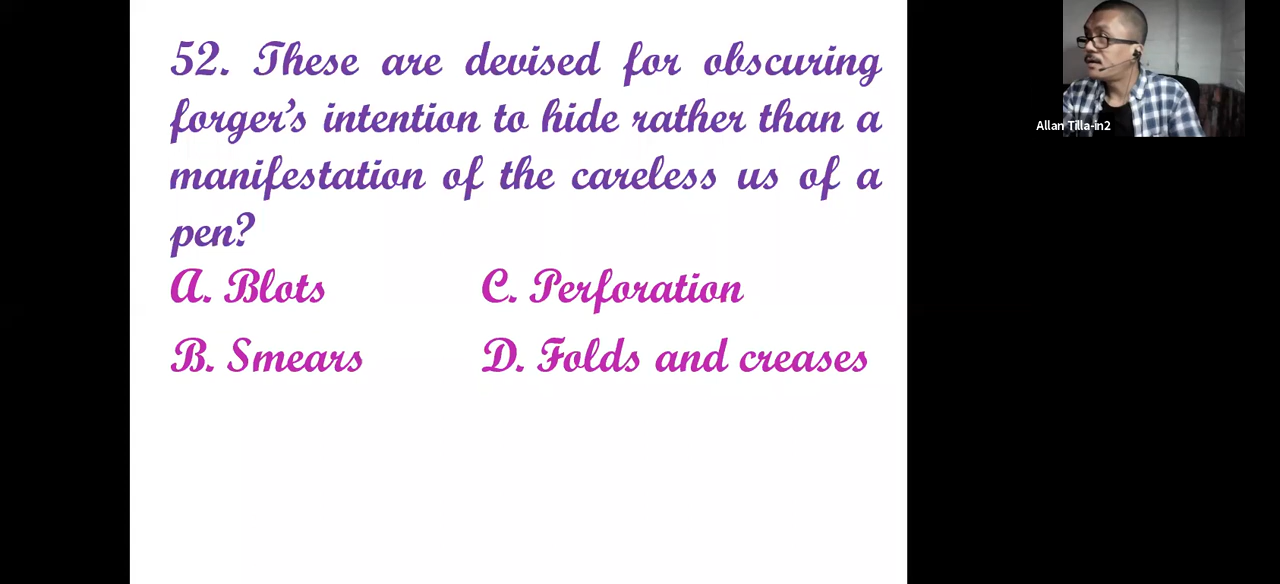 52. These are devised for obscuring
forger's intention to hide rather than a
manifestation of the careless us of a
pen?
A. Blots C. Perforation
B. Smears D. Folds and creases
Allan Tilla-in2